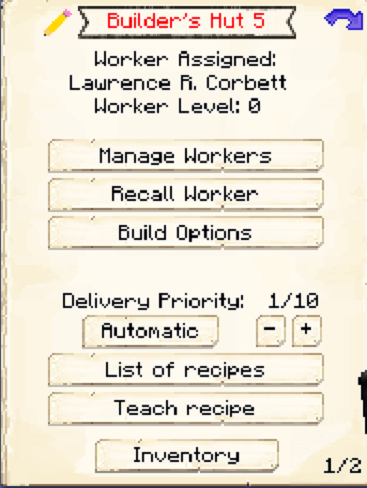 Builder's Hut 5
Worker Assigned:
Lawrence R. Corbett
Worker Level: 0
Manage Workers
Recall Worker
Build Options
Delivery Priority: 1/10
Automatic - +
List of recipes
Teach recipe
Inventory
1/2